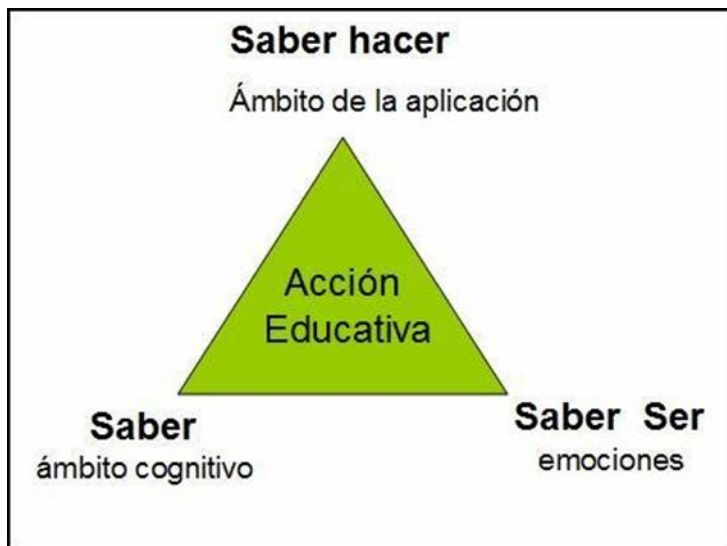 Saber hacer
Ámbito de la aplicación
Acción
Educativa
Saber
ámbito cognitivo
Saber Ser
emociones